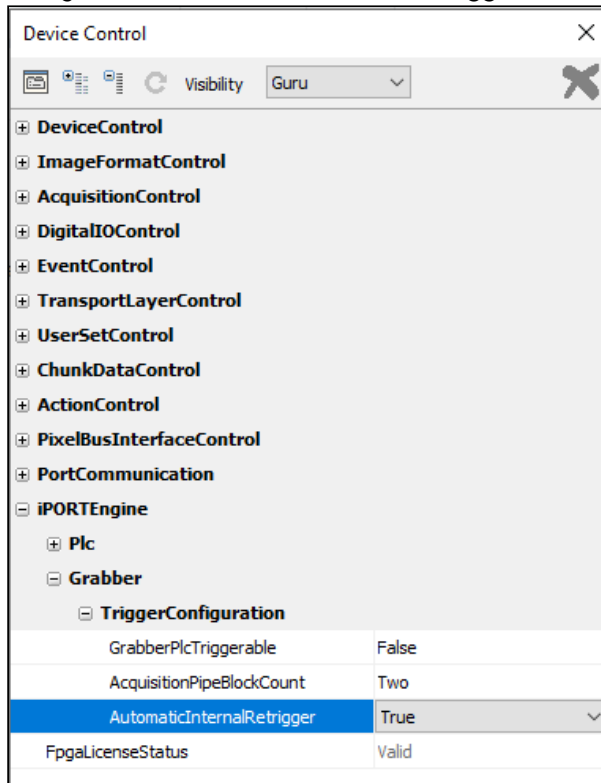 Device Control
Visibility Guru
DeviceControl
ImageFormatControl
AcquisitionControl
DigitalIOControl
EventControl
TransportLayerControl
UserSetControl
ChunkDataControl
ActionControl
PixelBusInterfaceControl
PortCommunication
iPORTEngine
Plc
Grabber
TriggerConfiguration
GrabberPlcTriggerable False
AcquisitionPipeBlockCount Two
AutomaticInternalRetrigger True
FpgaLicenseStatus Valid